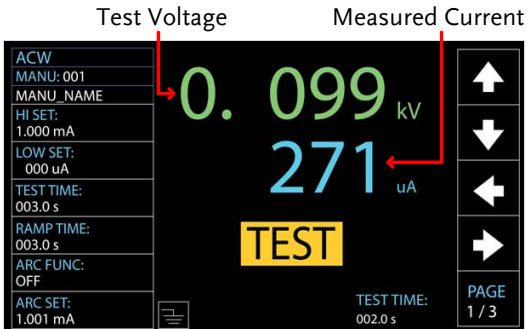 Test Voltage
Measured Current
ACW
MANU: 001
MANU_NAME
HI SET:
1.000 mA
LOW SET:
000 uA
TEST TIME:
003.0 s
RAMP TIME:
003.0 s
ARC FUNC:
OFF
ARC SET:
1.001 mA
0. 099 kV
271 uA
TEST
TEST TIME:
002.0 s
PAGE
1 / 3